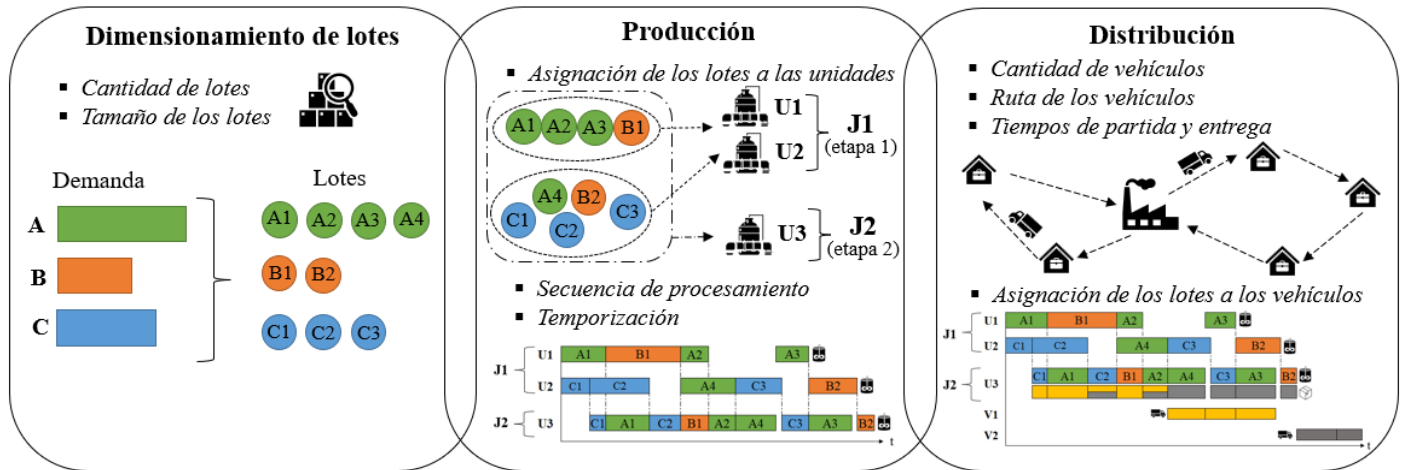 Dimensionamiento de lotes
▪ Cantidad de lotes
▪ Tamaño de los lotes
Demanda
Lotes
A
A1 A2 A3 A4
B
B1 B2
C
C1 C2 C3
Producción
▪ Asignación de los lotes a las unidades
A1 A2 A3 B1
U1
U2
J1
(etapa 1)
A4 B2
C1 C2 C3
U3
J2
(etapa 2)
▪ Secuencia de procesamiento
▪ Temporización
J1
U1 A1 B1 A2 A3
U2 C1 C2 A4 C3 B2
J2 U3 C1 A1 C2 B1 A2 A4 C3 A3 B2
t
Distribución
▪ Cantidad de vehículos
▪ Ruta de los vehículos
▪ Tiempos de partida y entrega
▪ Asignación de los lotes a los vehículos
J1
U1 A1 B1 A2 A3
U2 C1 C2 A4 C3 B2
J2 U3 C1 A1 C2 B1 A2 A4 C3 A3 B2
V1
V2
t